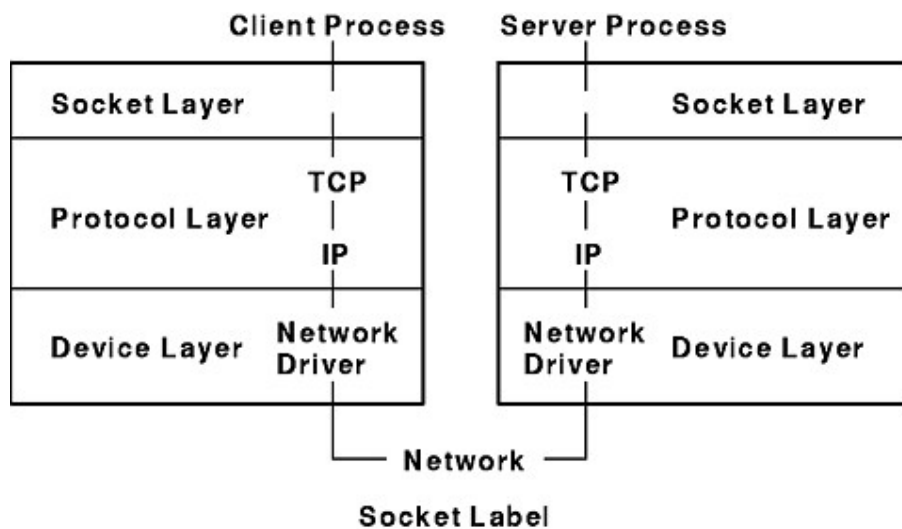 Client Process
Server Process
Socket Layer
Socket Layer
TCP
TCP
Protocol Layer
Protocol Layer
IP
IP
Device Layer
Network
Driver
Network
Driver
Device Layer
Network
Socket Label